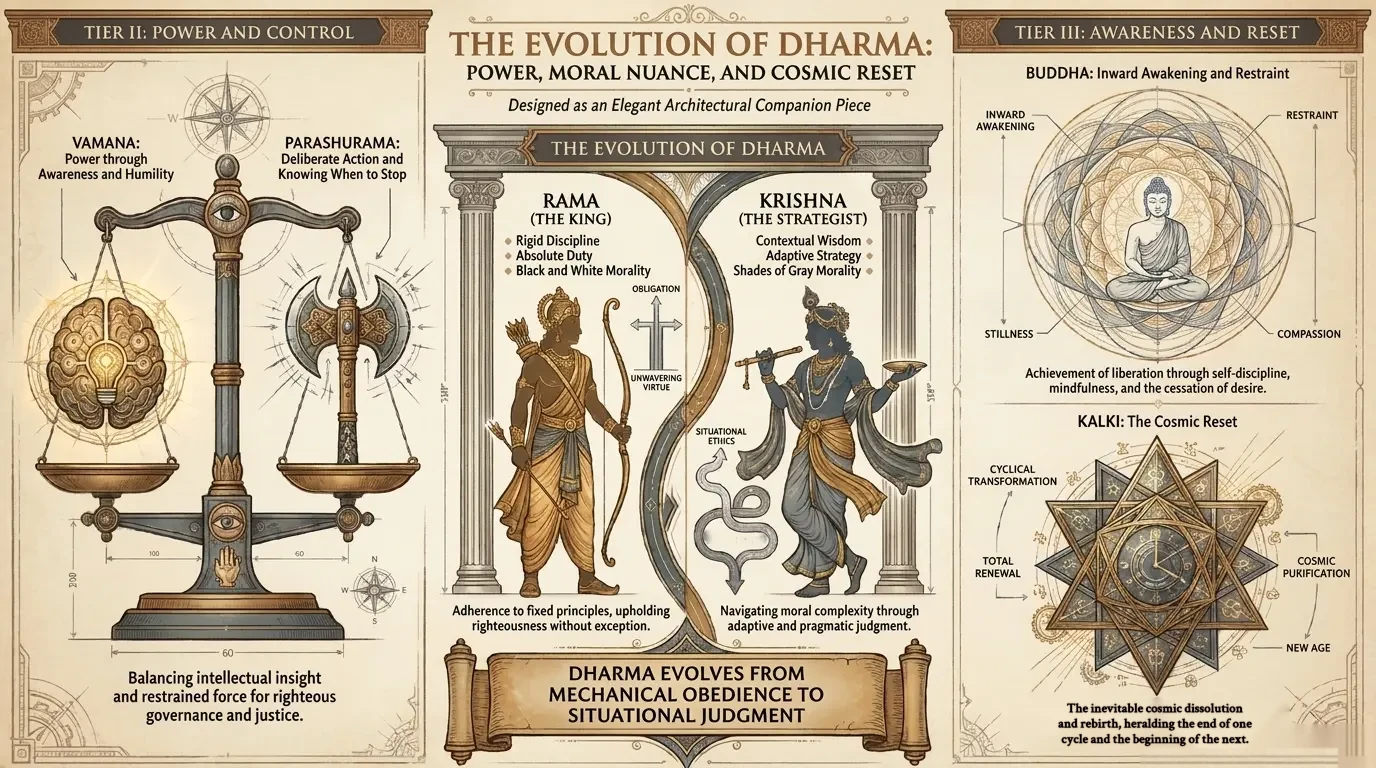 TIER II: POWER AND CONTROL
W
VAMANA:
Power through
Awareness and Humility
PARASHURAMA:
Deliberate Action and
Knowing When to Stop
100
60
N
W
E
S
60
Balancing intellectual insight
and restrained force for righteous
governance and justice.
THE EVOLUTION OF DHARMA:
POWER, MORAL NUANCE, AND COSMIC RESET
Designed as an Elegant Architectural Companion Piece
THE EVOLUTION OF DHARMA
RAMA
(THE KING)
Rigid Discipline
Absolute Duty
Black and White Morality
OBLIGATION
UNWAVERING
VIRTUE
Adherence to fixed principles, upholding
righteousness without exception.
KRISHNA
(THE STRATEGIST)
Contextual Wisdom
Adaptive Strategy
Shades of Gray Morality
SITUATIONAL
ETHICS
Navigating moral complexity through
adaptive and pragmatic judgment.
DHARMA EVOLVES FROM
MECHANICAL OBEDIENCE TO
SITUATIONAL JUDGMENT
TIER III: AWARENESS AND RESET
BUDDHA: Inward Awakening and Restraint
INWARD
AWAKENING
RESTRAINT
STILLNESS
COMPASSION
Achievement of liberation through self-discipline,
mindfulness, and the cessation of desire.
KALKI: The Cosmic Reset
CYCLICAL
TRANSFORMATION
TOTAL
RENEWAL
COSMIC
PURIFICATION
NEW AGE
The inevitable cosmic dissolution
and rebirth, heralding the end of one
cycle and the beginning of the next.